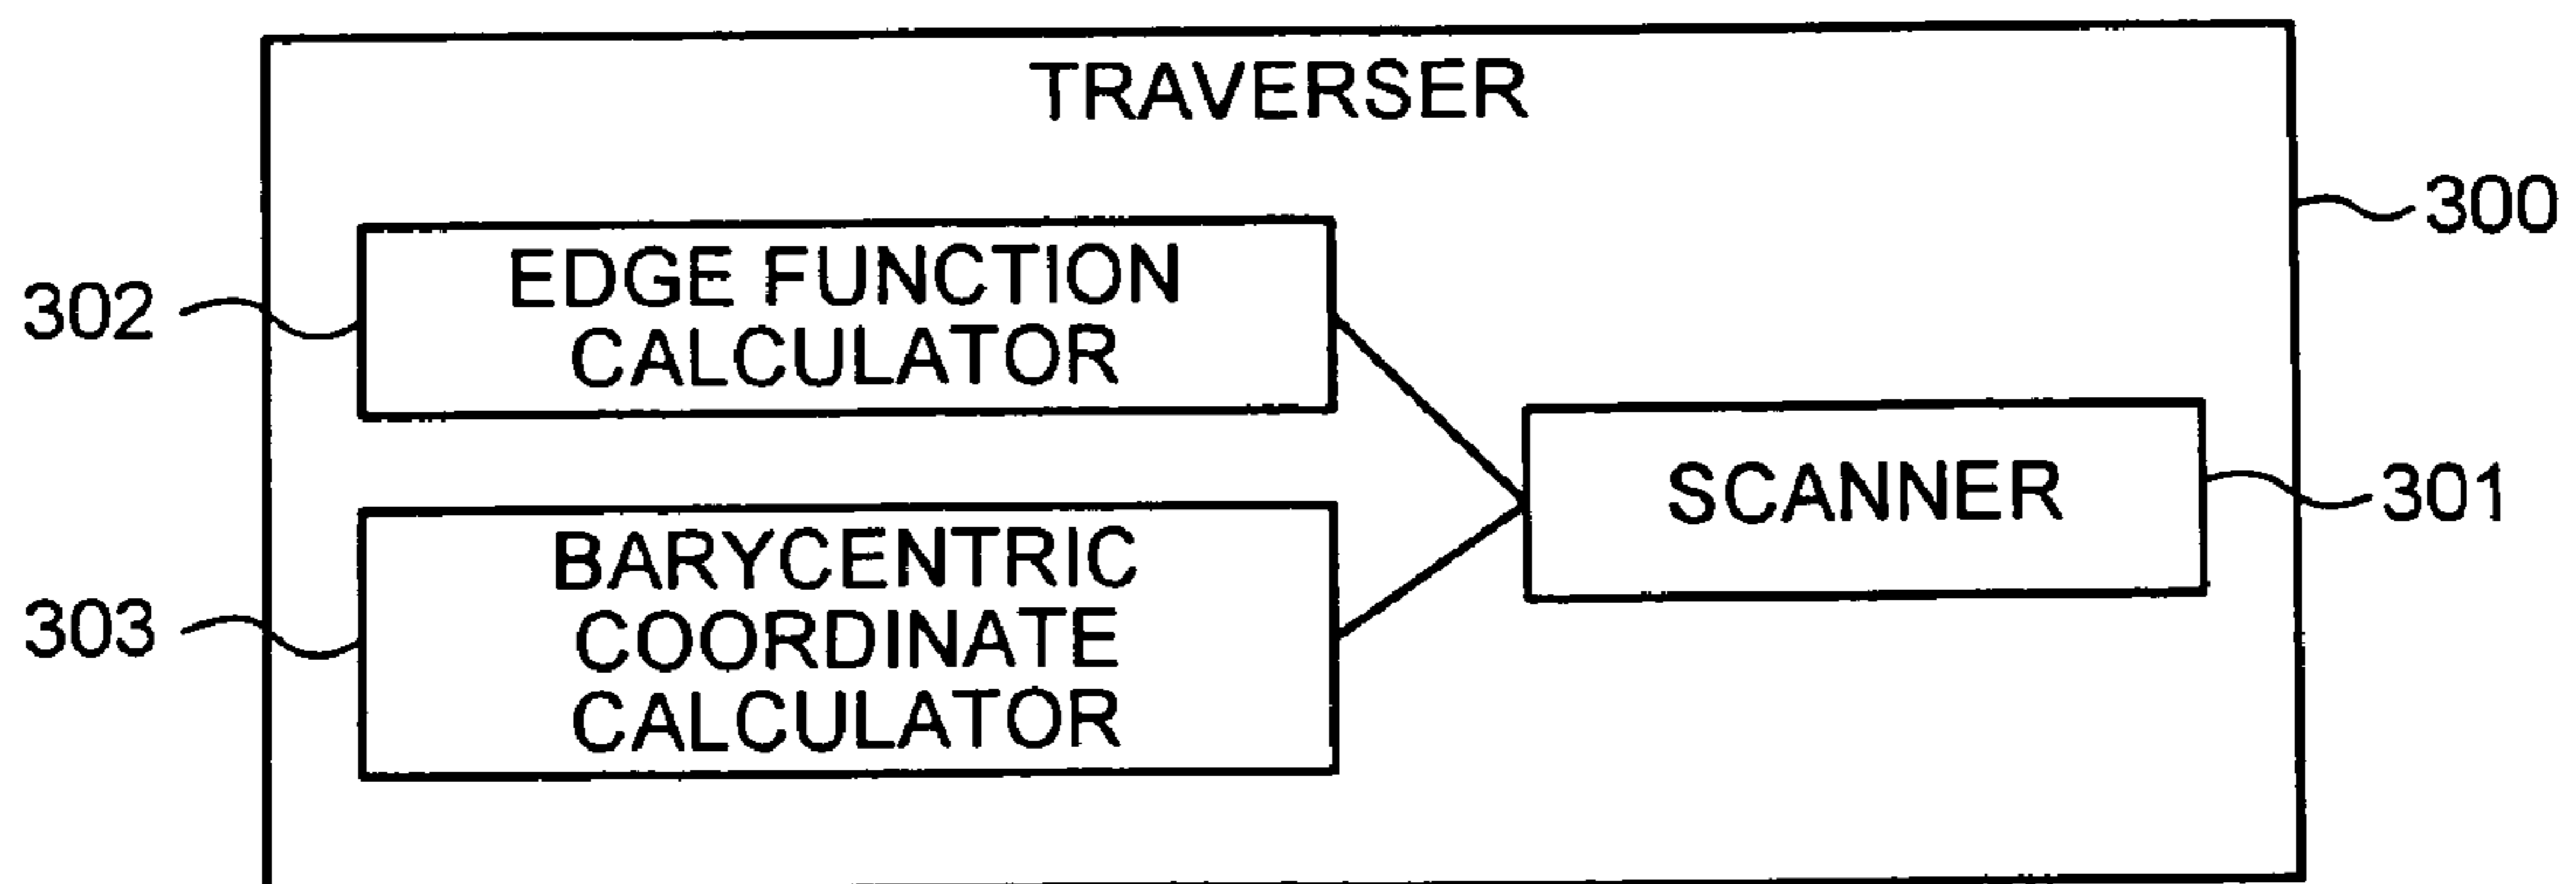 TRAVERSER
300
302
EDGE FUNCTION
CALCULATOR
SCANNER
301
303
BARYCENTRIC
COORDINATE
CALCULATOR